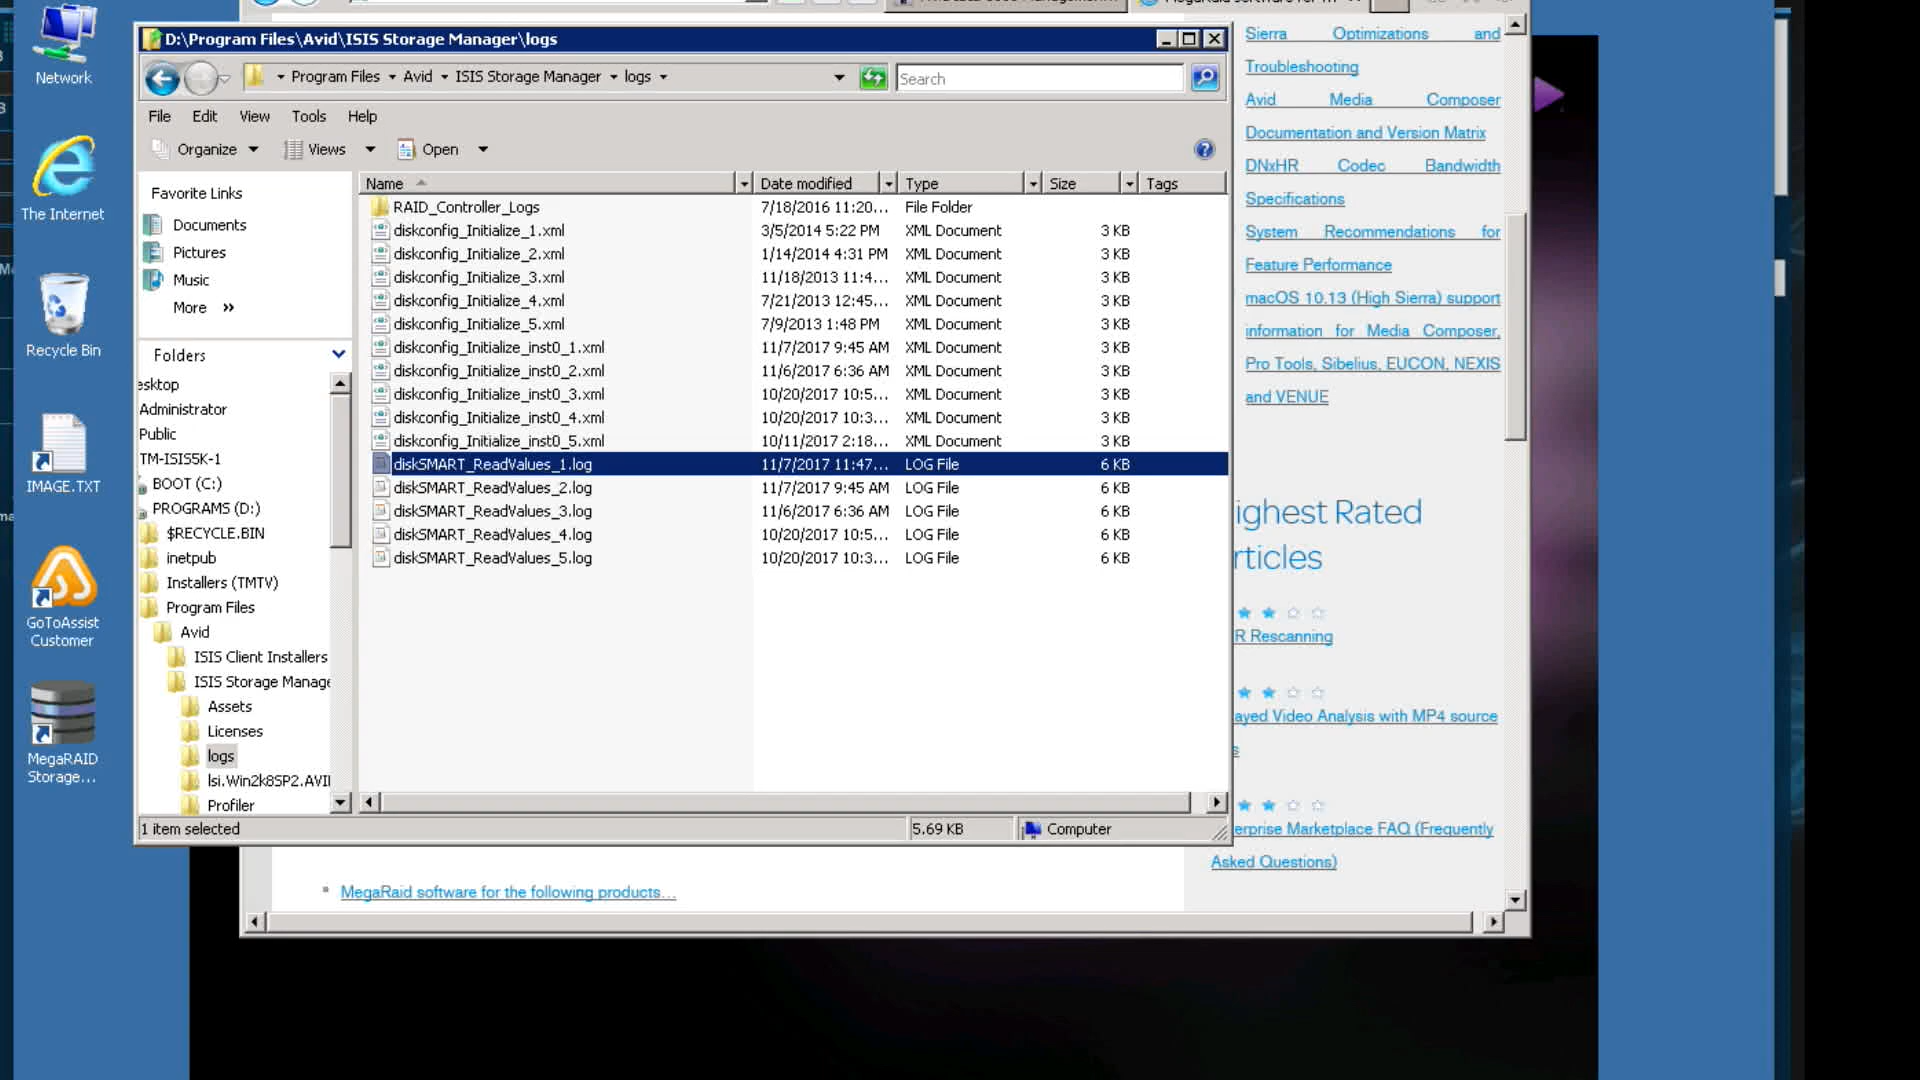 Network
The Internet
Recycle Bin
IMAGE.TXT
GoToAssist
Customer
MegaRAID
Storage...
D:\Program Files\Avid\ISIS Storage Manager\logs
Program Files Avid ISIS Storage Manager logs
Search
File Edit View Tools Help
Organize Views Open
Favorite Links
Documents
Pictures
Music
More »
Folders
esktop
Administrator
Public
TM-ISIS5K-1
BOOT (C:)
PROGRAMS (D:)
$RECYCLE.BIN
inetpub
Installers (TMTV)
Program Files
Avid
ISIS Client Installers
ISIS Storage Manage
Assets
Licenses
logs
lsi.Win2k8SP2.AVI
Profiler
Name Date modified Type Size Tags
RAID_Controller_Logs 7/18/2016 11:20... File Folder
diskconfig_Initialize_1.xml 3/5/2014 5:22 PM XML Document 3 KB
diskconfig_Initialize_2.xml 1/14/2014 4:31 PM XML Document 3 KB
diskconfig_Initialize_3.xml 11/18/2013 11:4... XML Document 3 KB
diskconfig_Initialize_4.xml 7/21/2013 12:45... XML Document 3 KB
diskconfig_Initialize_5.xml 7/9/2013 1:48 PM XML Document 3 KB
diskconfig_Initialize_inst0_1.xml 11/7/2017 9:45 AM XML Document 3 KB
diskconfig_Initialize_inst0_2.xml 11/6/2017 6:36 AM XML Document 3 KB
diskconfig_Initialize_inst0_3.xml 10/20/2017 10:5... XML Document 3 KB
diskconfig_Initialize_inst0_4.xml 10/20/2017 10:3... XML Document 3 KB
diskconfig_Initialize_inst0_5.xml 10/11/2017 2:18... XML Document 3 KB
diskSMART_ReadValues_1.log 11/7/2017 11:47... LOG File 6 KB
diskSMART_ReadValues_2.log 11/7/2017 9:45 AM LOG File 6 KB
diskSMART_ReadValues_3.log 11/6/2017 6:36 AM LOG File 6 KB
diskSMART_ReadValues_4.log 10/20/2017 10:5... LOG File 6 KB
diskSMART_ReadValues_5.log 10/20/2017 10:3... LOG File 6 KB
1 item selected 5.69 KB Computer
Sierra Optimizations and
Troubleshooting
Avid Media Composer
Documentation and Version Matrix
DNxHR Codec Bandwidth
Specifications
System Recommendations for
Feature Performance
macOS 10.13 (High Sierra) support
information for Media Composer,
Pro Tools, Sibelius, EUCON, NEXIS
and VENUE
ighest Rated
rticles
R Rescanning
ayed Video Analysis with MP4 source
s
erprise Marketplace FAQ (Frequently
Asked Questions)
MegaRaid software for the following products...